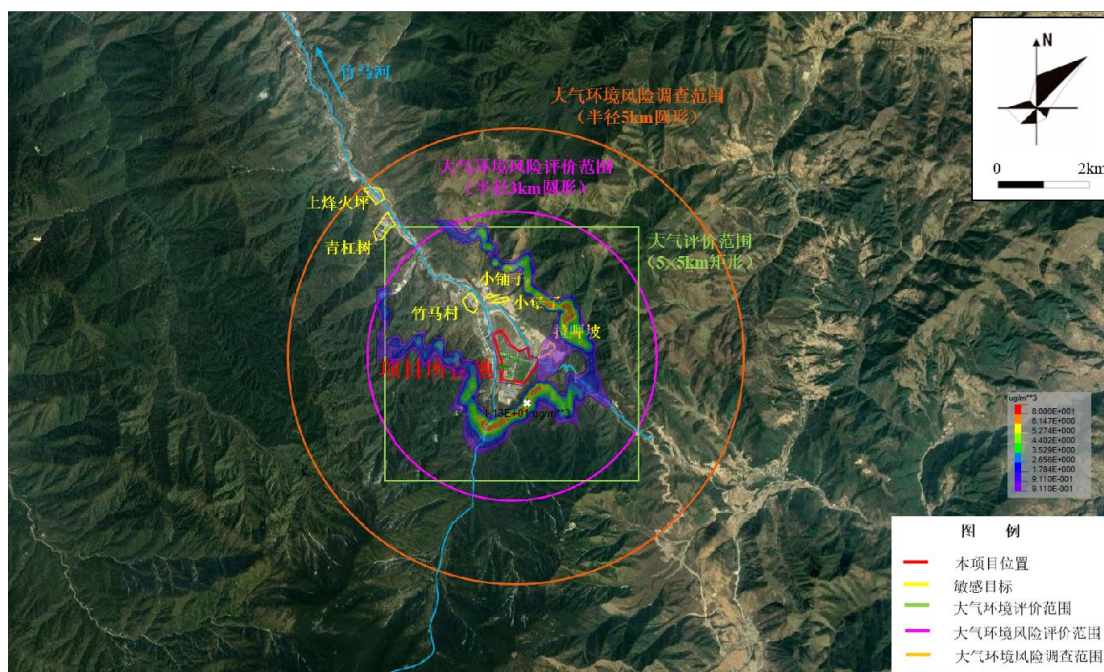 竹马河
大气环境风险调查范围
（半径5km圆形）
N
0 2km
大气环境风险评价范围
（半径3km圆形）
上烽火坪
青杠树
大气评价范围
（5×5km矩形）
小铺子
竹马村
项目所在地
1.13E+01 ug/m**3
ug/m**3
8.000E+001
6.147E+000
5.274E+000
4.402E+000
3.529E+000
2.656E+000
1.784E+000
9.110E-001
9.110E-001
图 例
本项目位置
敏感目标
大气环境评价范围
大气环境风险评价范围
大气环境风险调查范围